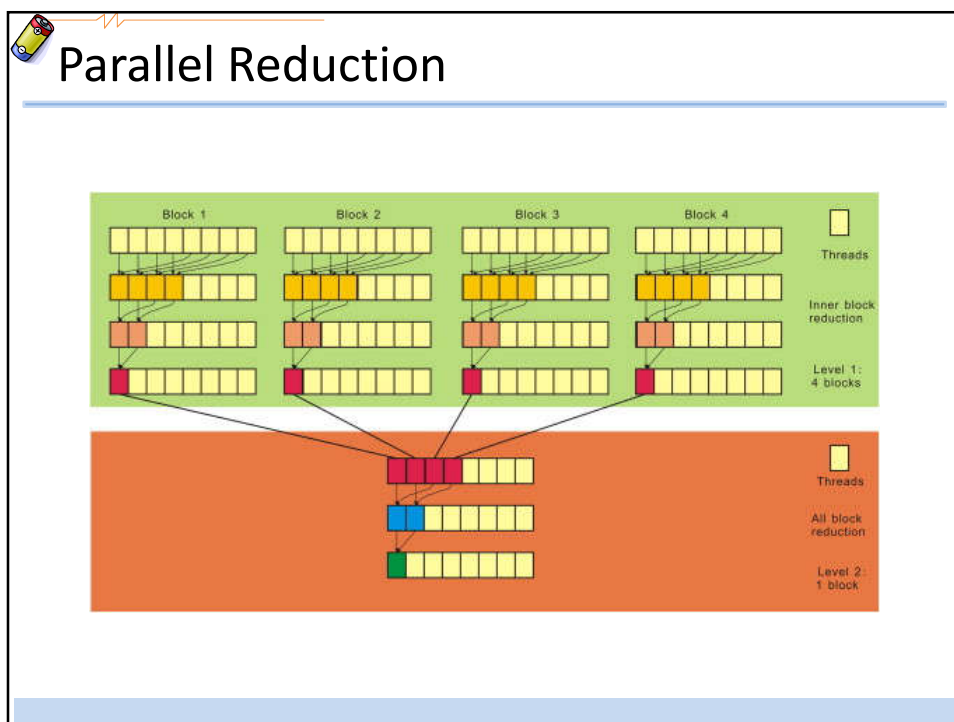 Parallel Reduction
Block 1
Block 2
Block 3
Block 4
Threads
Inner block
reduction
Level 1:
4 blocks
Threads
All block
reduction
Level 2:
1 block